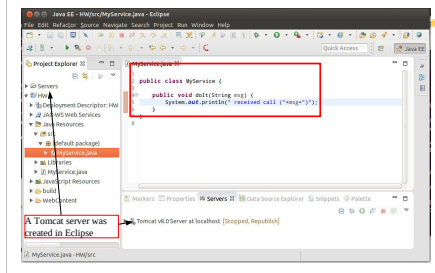 Java EE - HW/src/MyService.java - Eclipse
File Edit Refactor Source Navigate Search Project Run Window Help
Quick Access
Java EE
Project Explorer
MyService.java
Servers
HW
Deployment Descriptor: HW
JAX-WS Web Services
Java Resources
src
(default package)
MyService.java
Libraries
MyService.java
JavaScript Resources
build
WebContent
1
2 public class MyService {
3
4 public void doIt(String msg) {
5 System.out.println(" received call ("+msg+")");
6 }
7 }
8
Markers Properties Servers Data Source Explorer Snippets Palette
Tomcat v8.0 Server at localhost [Stopped, Republish]
A Tomcat server was
created in Eclipse
MyService.java - HW/src